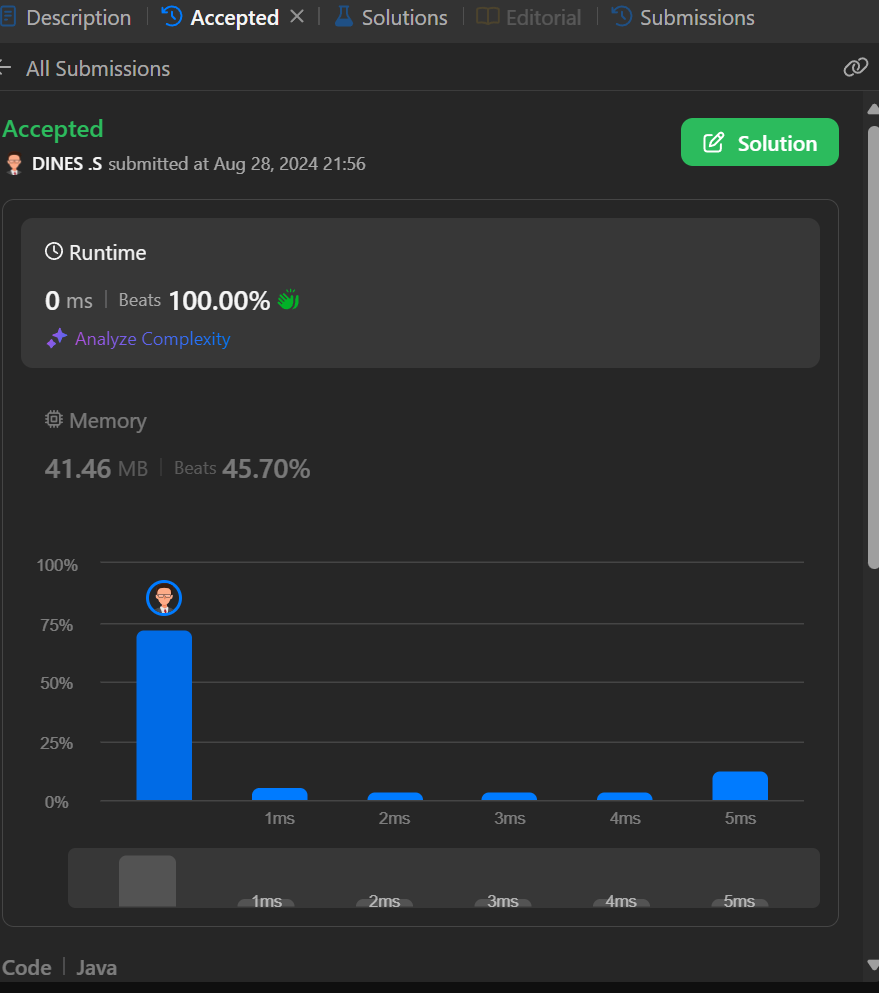 Description | Accepted × | Solutions | Editorial | Submissions
← All Submissions
Accepted
Solution
DINES .S submitted at Aug 28, 2024 21:56
Runtime
0 ms | Beats 100.00%
Analyze Complexity
Memory
41.46 MB | Beats 45.70%
100%
75%
50%
25%
0%
1ms 2ms 3ms 4ms 5ms
1ms 2ms 3ms 4ms 5ms
Code | Java